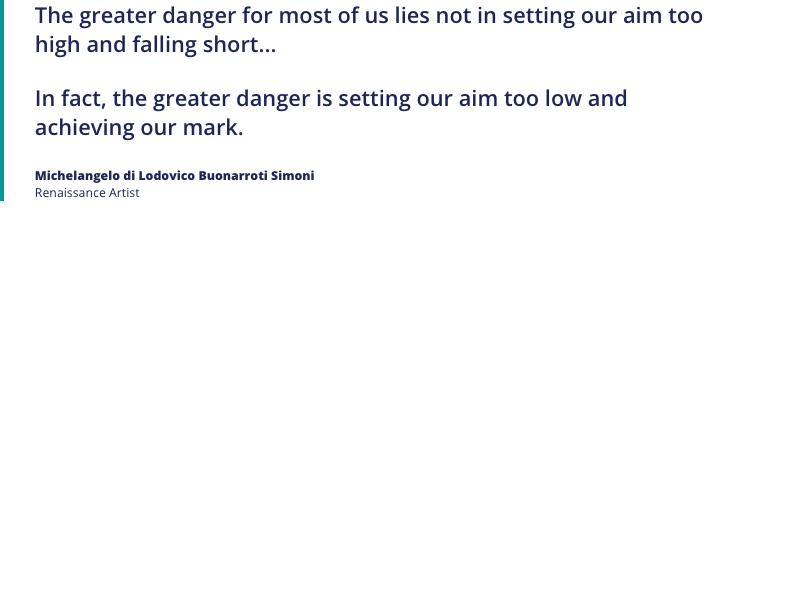 The greater danger for most of us lies not in setting our aim too
high and falling short...
In fact, the greater danger is setting our aim too low and
achieving our mark.
Michelangelo di Lodovico Buonarroti Simoni
Renaissance Artist